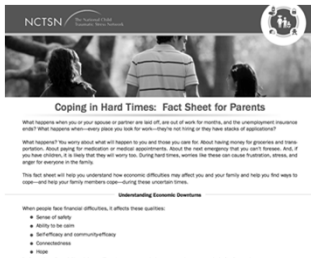 NCTSN
The National Child
Traumatic Stress Network
Coping in Hard Times: Fact Sheet for Parents
What happens when you or your spouse or partner are laid off, are out of work for months, and the unemployment insurance
ends? What happens when—every place you look for work—they're not hiring or they have stacks of applications?
What happens? You worry about what will happen to you and those you care for. About having money for groceries and trans-
portation. About paying for medication or medical appointments. About the next emergency that you can't foresee. And, if
you have children, it is likely that they will worry too. During hard times, worries like these can cause frustration, stress, and
anger for everyone in the family.
This fact sheet will help you understand how economic difficulties may affect you and your family and help you find ways to
cope—and help your family members cope—during these uncertain times.
Understanding Economic Downturns
When people face financial difficulties, it affects these qualities:
Sense of safety
Ability to be calm
Self-efficacy and community-efficacy
Connectedness
Hope